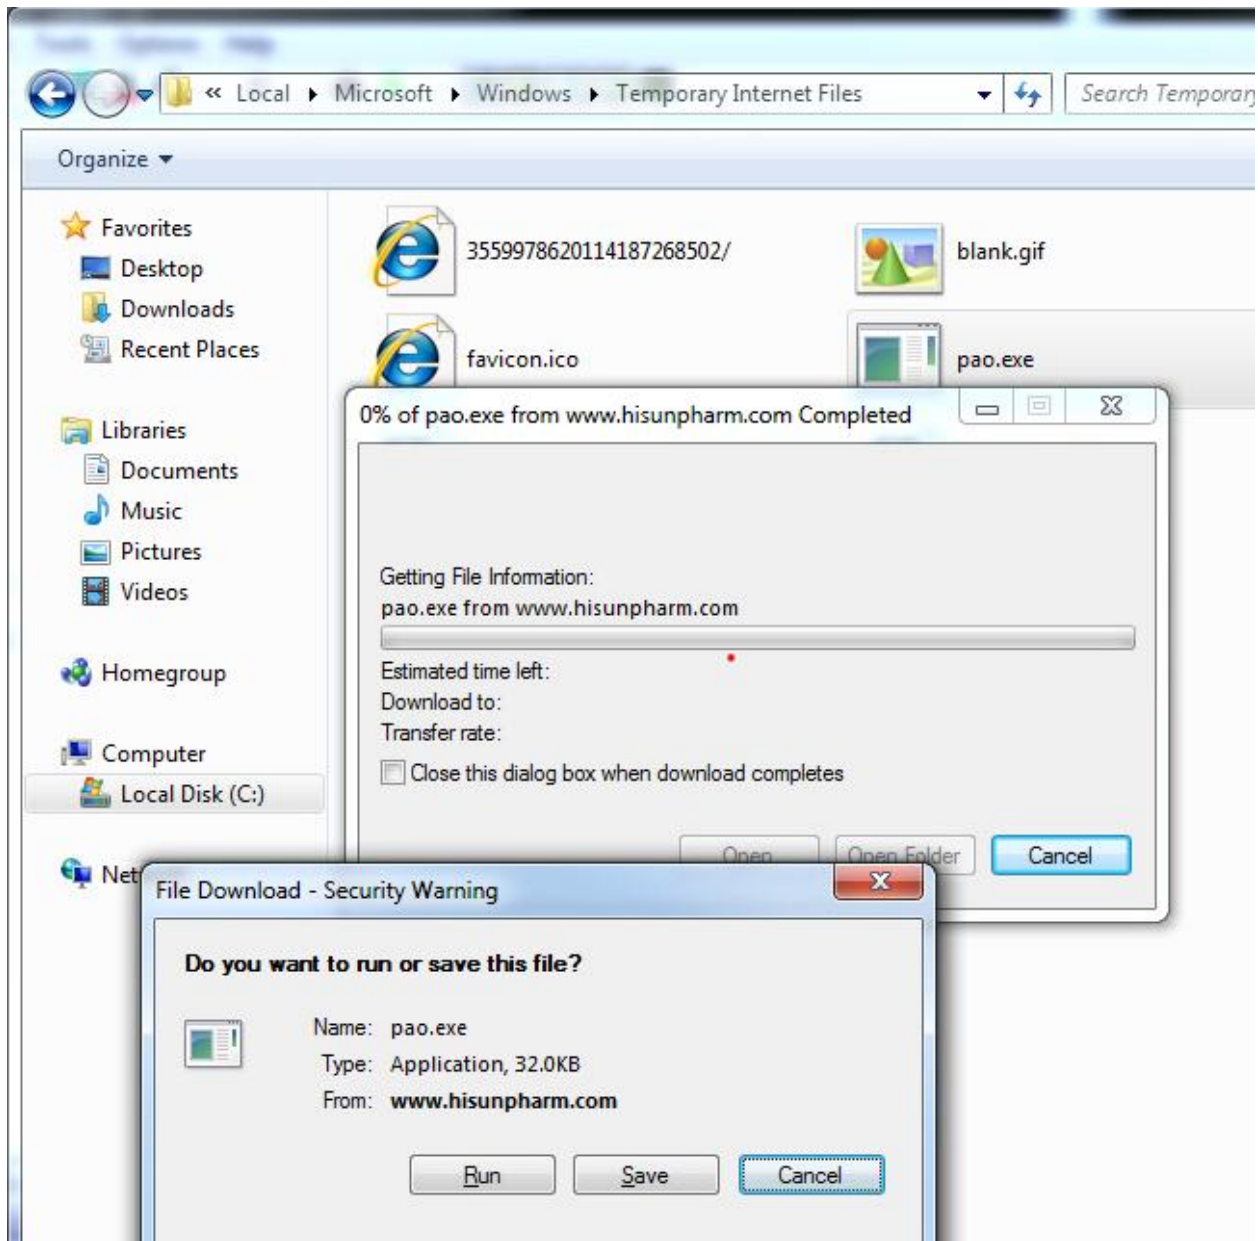 Tools Options Help
« Local ▸ Microsoft ▸ Windows ▸ Temporary Internet Files
Search Temporary
Organize
Favorites
Desktop
Downloads
Recent Places
Libraries
Documents
Music
Pictures
Videos
Homegroup
Computer
Local Disk (C:)
3559978620114187268502/
blank.gif
favicon.ico
pao.exe
0% of pao.exe from www.hisunpharm.com Completed
Getting File Information:
pao.exe from www.hisunpharm.com
Estimated time left:
Download to:
Transfer rate:
Close this dialog box when download completes
Open
Open Folder
Cancel
File Download - Security Warning
Do you want to run or save this file?
Name: pao.exe
Type: Application, 32.0KB
From: www.hisunpharm.com
Run
Save
Cancel